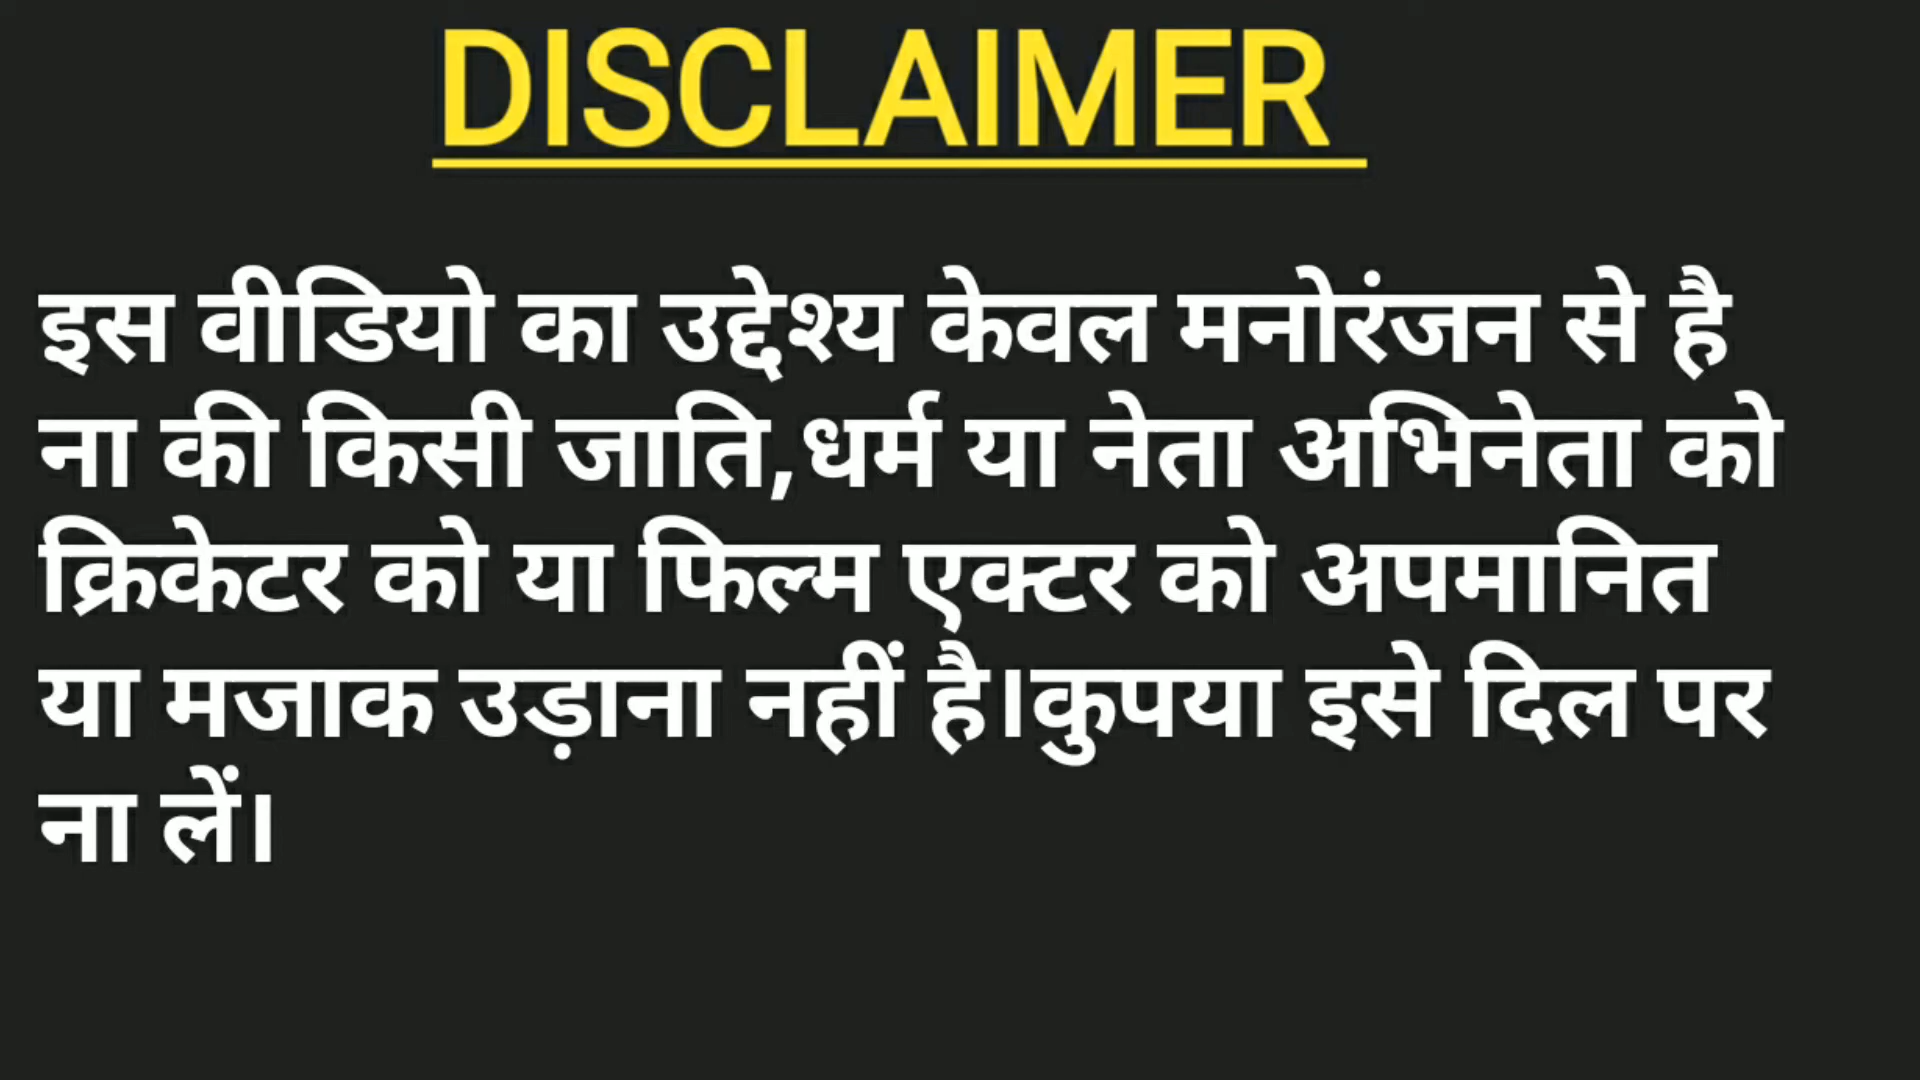 DISCLAIMER
इस वीडियो का उद्देश्य केवल मनोरंजन से है
ना की किसी जाति,धर्म या नेता अभिनेता को
क्रिकेटर को या फिल्म एक्टर को अपमानित
या मजाक उड़ाना नहीं है।कुपया इसे दिल पर
ना लें।